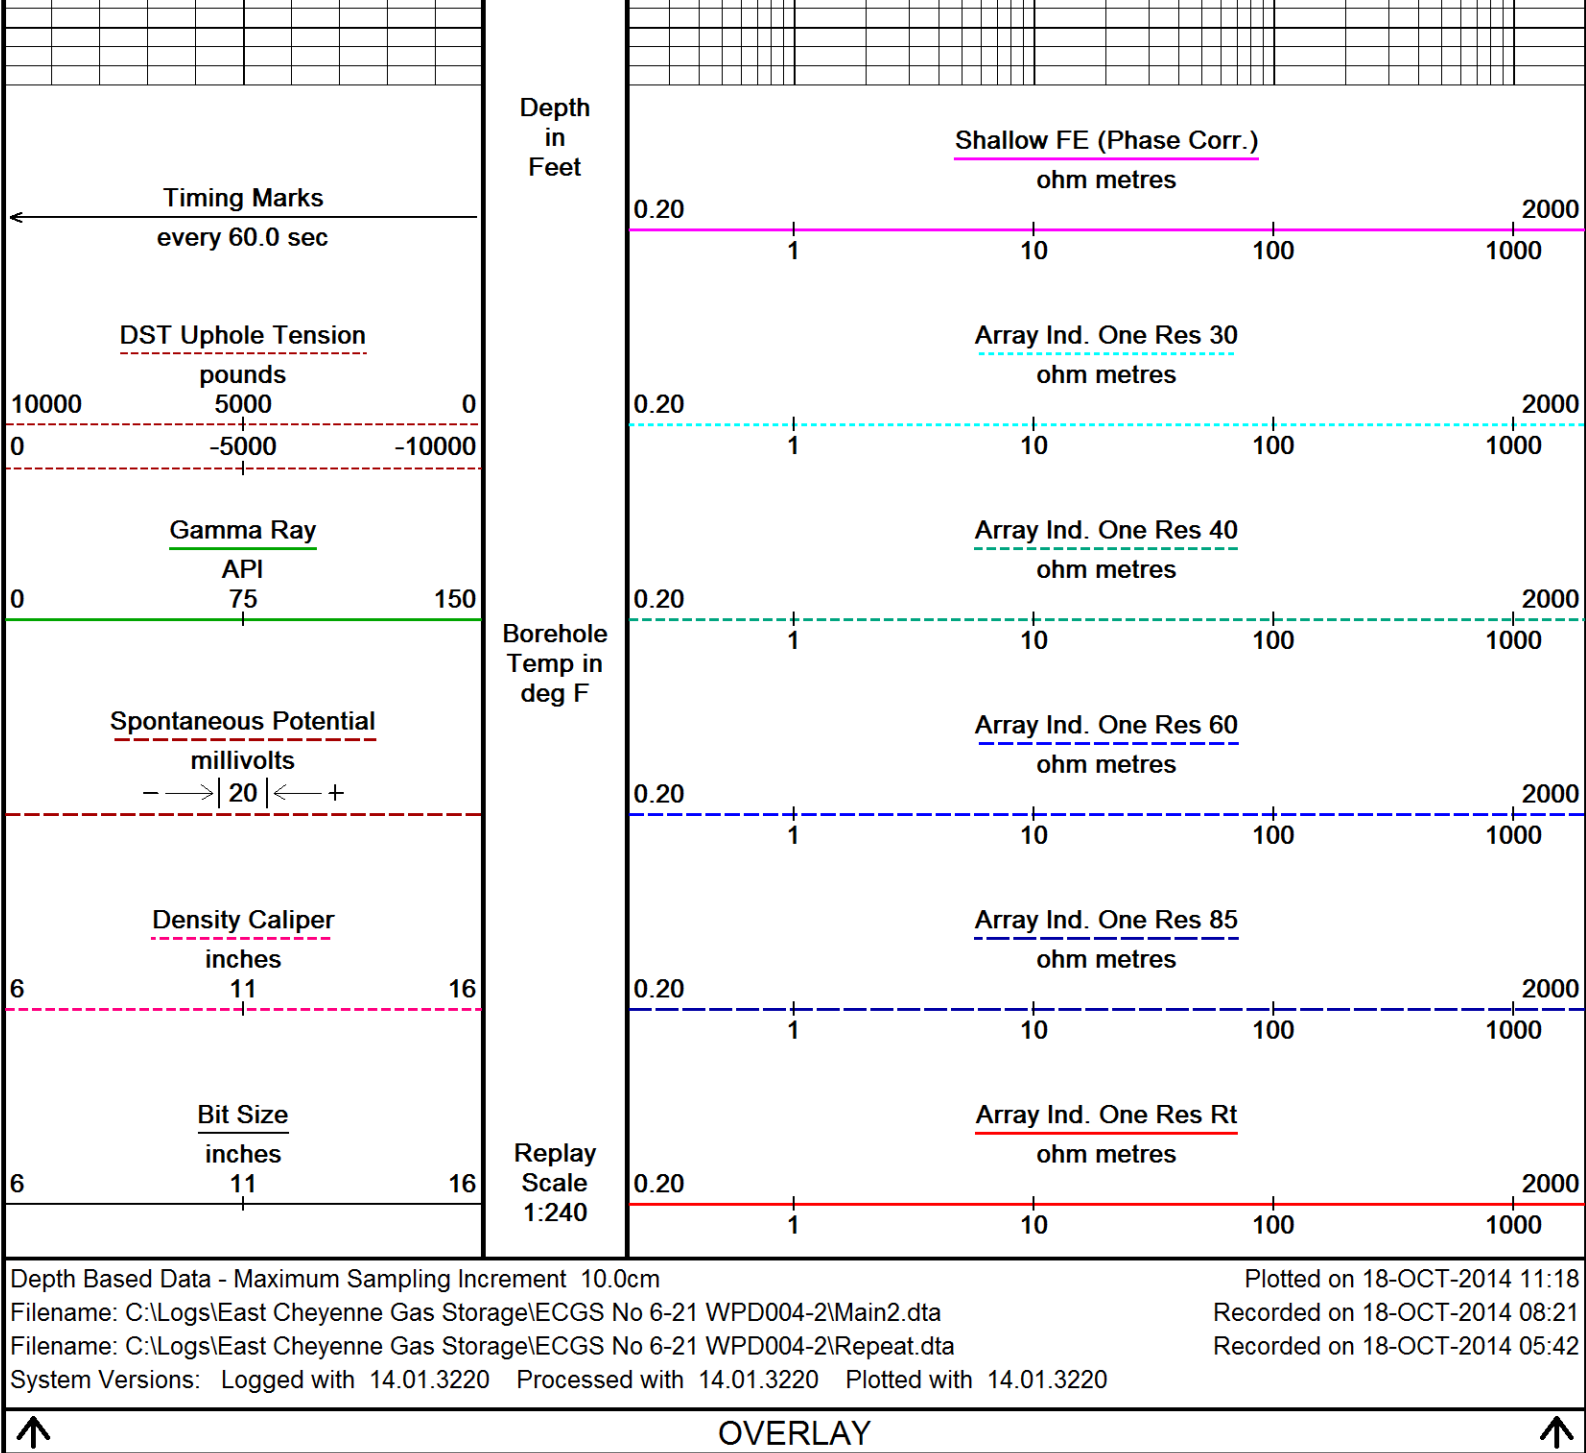 Timing Marks
every 60.0 sec
DST Uphole Tension
pounds
10000 5000 0
0 -5000 -10000
Gamma Ray
API
0 75 150
Spontaneous Potential
millivolts
− → | 20 | ← +
Density Caliper
inches
6 11 16
Bit Size
inches
6 11 16
Depth
in
Feet
Borehole
Temp in
deg F
Replay
Scale
1:240
Shallow FE (Phase Corr.)
ohm metres
0.20 2000
1 10 100 1000
Array Ind. One Res 30
ohm metres
0.20 2000
1 10 100 1000
Array Ind. One Res 40
ohm metres
0.20 2000
1 10 100 1000
Array Ind. One Res 60
ohm metres
0.20 2000
1 10 100 1000
Array Ind. One Res 85
ohm metres
0.20 2000
1 10 100 1000
Array Ind. One Res Rt
ohm metres
0.20 2000
1 10 100 1000
Depth Based Data - Maximum Sampling Increment 10.0cm Plotted on 18-OCT-2014 11:18
Filename: C:\Logs\East Cheyenne Gas Storage\ECGS No 6-21 WPD004-2\Main2.dta Recorded on 18-OCT-2014 08:21
Filename: C:\Logs\East Cheyenne Gas Storage\ECGS No 6-21 WPD004-2\Repeat.dta Recorded on 18-OCT-2014 05:42
System Versions: Logged with 14.01.3220 Processed with 14.01.3220 Plotted with 14.01.3220
↑ OVERLAY ↑